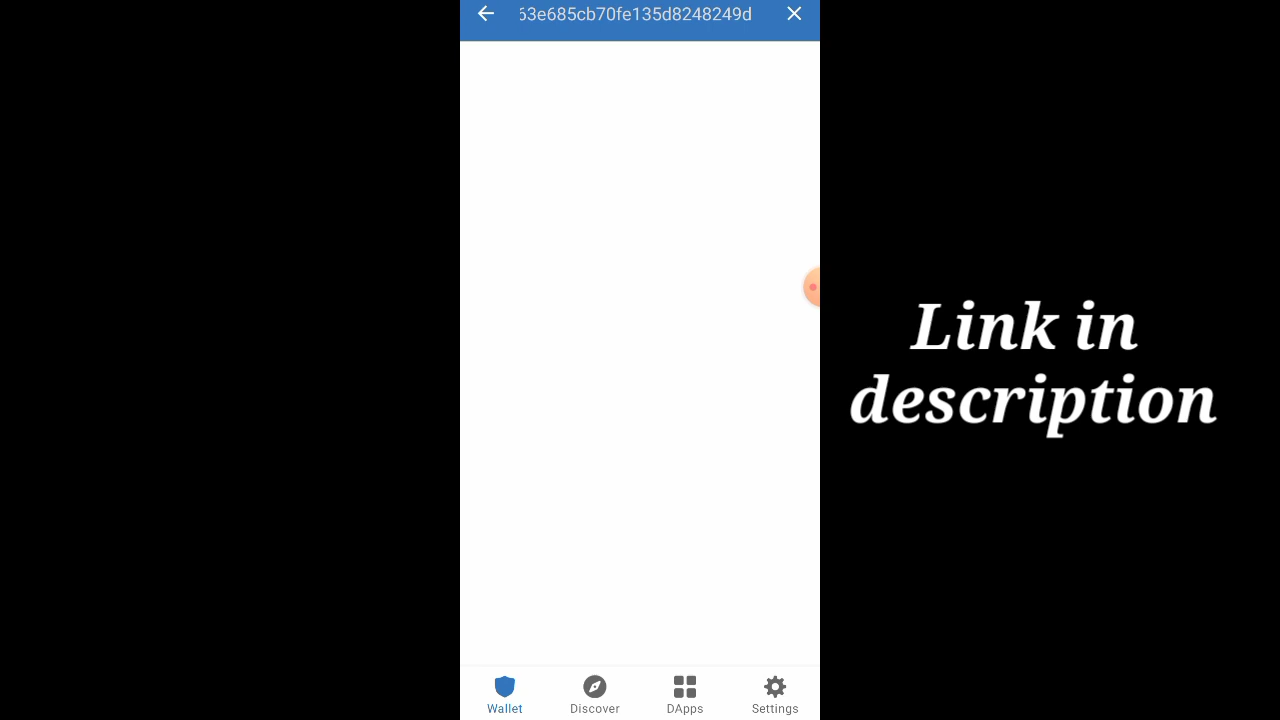 63e685cb70fe135d8248249d
Link in
description
Wallet Discover DApps Settings